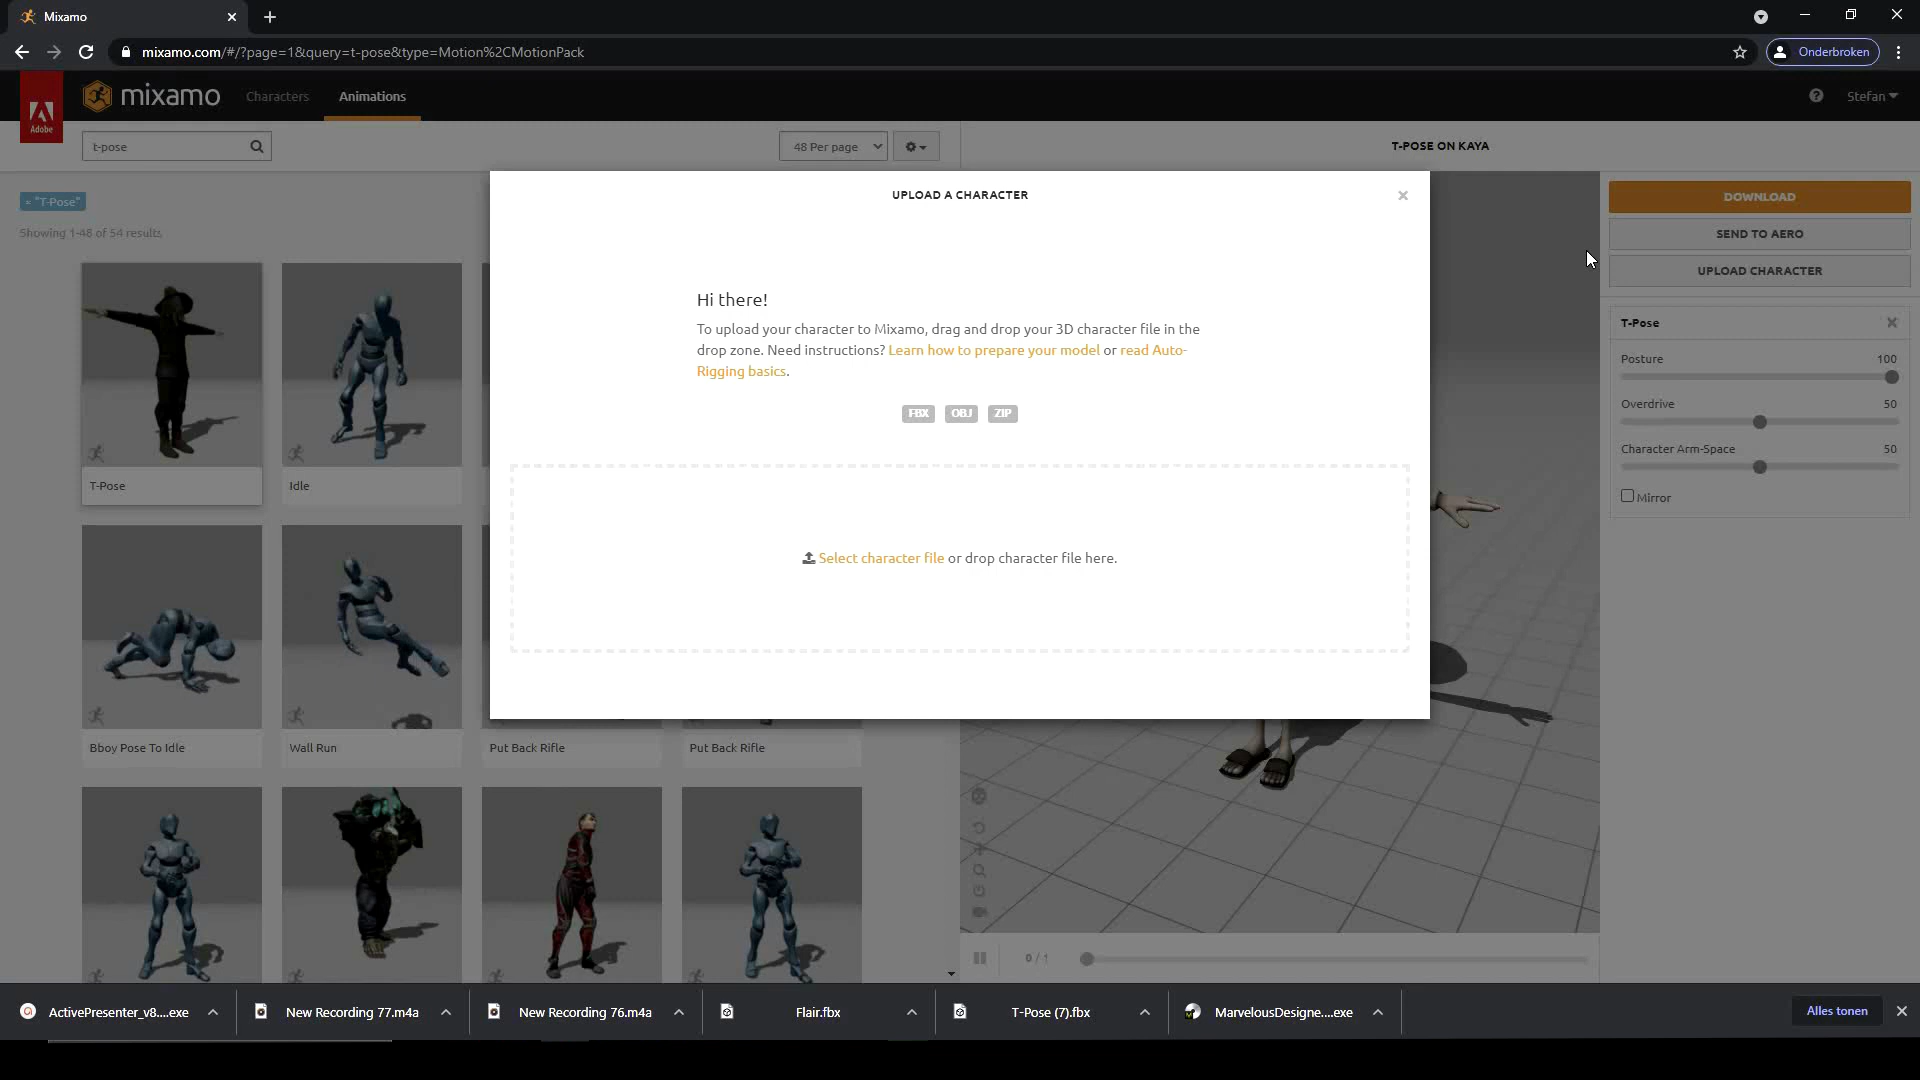 Mixamo
mixamo.com/#/?page=1&query=t-pose&type=Motion%2CMotionPack
Onderbroken
Adobe
mixamo
Characters
Animations
Stefan
t-pose
48 Per page
T-POSE ON KAYA
× "T-Pose"
Showing 1-48 of 54 results
UPLOAD A CHARACTER
Hi there!
To upload your character to Mixamo, drag and drop your 3D character file in the
drop zone. Need instructions? Learn how to prepare your model or read Auto-
Rigging basics.
FBX OBJ ZIP
Select character file or drop character file here.
DOWNLOAD
SEND TO AERO
UPLOAD CHARACTER
T-Pose
Posture 100
Overdrive 50
Character Arm-Space 50
Mirror
T-Pose
Idle
Bboy Pose To Idle
Wall Run
Put Back Rifle
Put Back Rifle
0 / 1
ActivePresenter_v8....exe
New Recording 77.m4a
New Recording 76.m4a
Flair.fbx
T-Pose (7).fbx
MarvelousDesigne....exe
Alles tonen